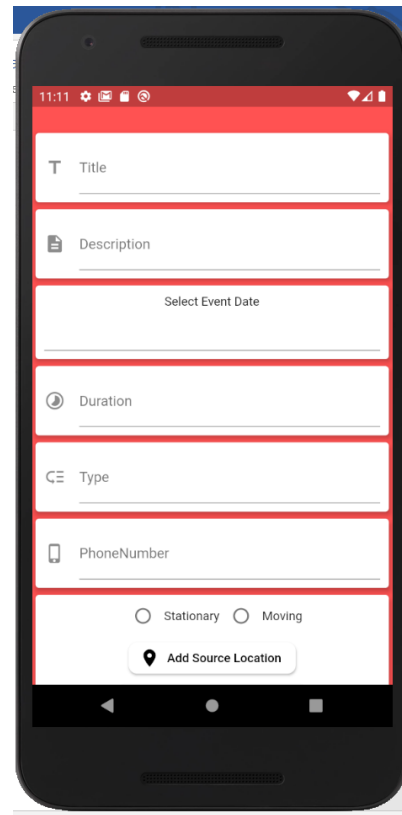 11:11
Title
Description
Select Event Date
Duration
Type
PhoneNumber
Stationary Moving
Add Source Location